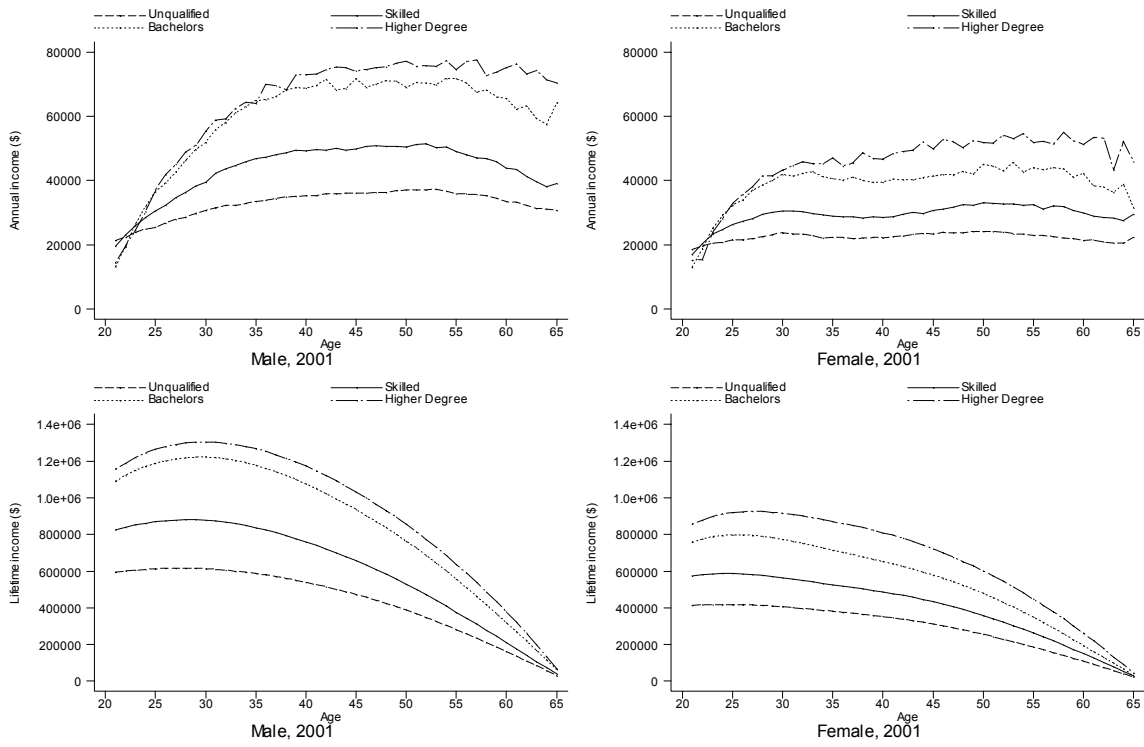 Unqualified Skilled
Bachelors Higher Degree
80000
60000
40000
20000
0
Annual income ($)
20 25 30 35 40 45 50 55 60 65
Age
Male, 2001
Unqualified Skilled
Bachelors Higher Degree
80000
60000
40000
20000
0
Annual income ($)
20 25 30 35 40 45 50 55 60 65
Age
Female, 2001
Unqualified Skilled
Bachelors Higher Degree
1.4e+06
1.2e+06
1.0e+06
800000
600000
400000
200000
0
Lifetime income ($)
20 25 30 35 40 45 50 55 60 65
Age
Male, 2001
Unqualified Skilled
Bachelors Higher Degree
1.4e+06
1.2e+06
1.0e+06
800000
600000
400000
200000
0
Lifetime income ($)
20 25 30 35 40 45 50 55 60 65
Age
Female, 2001